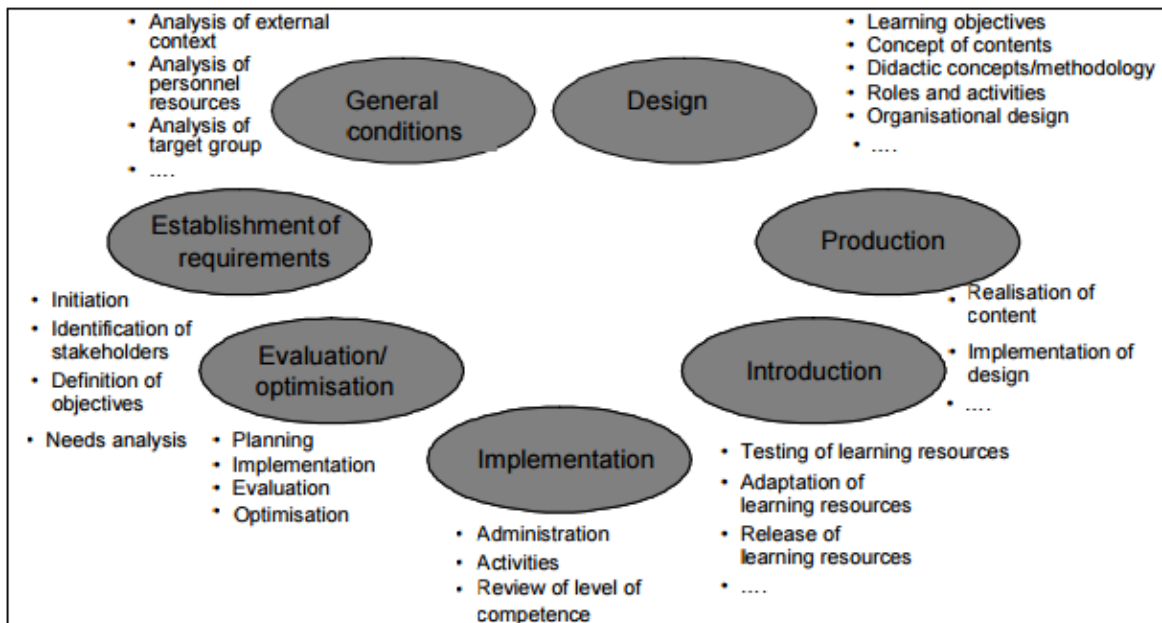 • Analysis of external
context
• Analysis of
personnel
resources
• Analysis of
target group
• ....
General
conditions
Design
• Learning objectives
• Concept of contents
• Didactic concepts/methodology
• Roles and activities
• Organisational design
• ....
Establishment of
requirements
• Initiation
• Identification of
stakeholders
• Definition of
objectives
• Needs analysis
Production
• Realisation of
content
• Implementation of
design
• ....
Evaluation/
optimisation
• Planning
• Implementation
• Evaluation
• Optimisation
Implementation
• Administration
• Activities
• Review of level of
competence
Introduction
• Testing of learning resources
• Adaptation of
learning resources
• Release of
learning resources
• ....